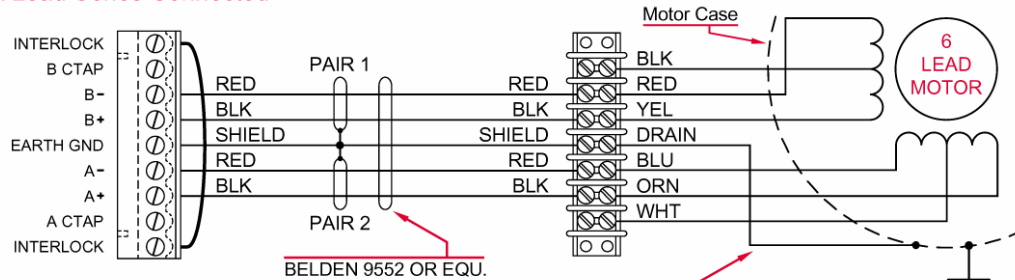 Motor Case
INTERLOCK
B CTAP
B-
B+
EARTH GND
A-
A+
A CTAP
INTERLOCK
PAIR 1
RED
BLK
SHIELD
RED
BLK
PAIR 2
BELDEN 9552 OR EQU.
RED
BLK
SHIELD
RED
BLK
BLK
RED
YEL
DRAIN
BLU
ORN
WHT
6
LEAD
MOTOR